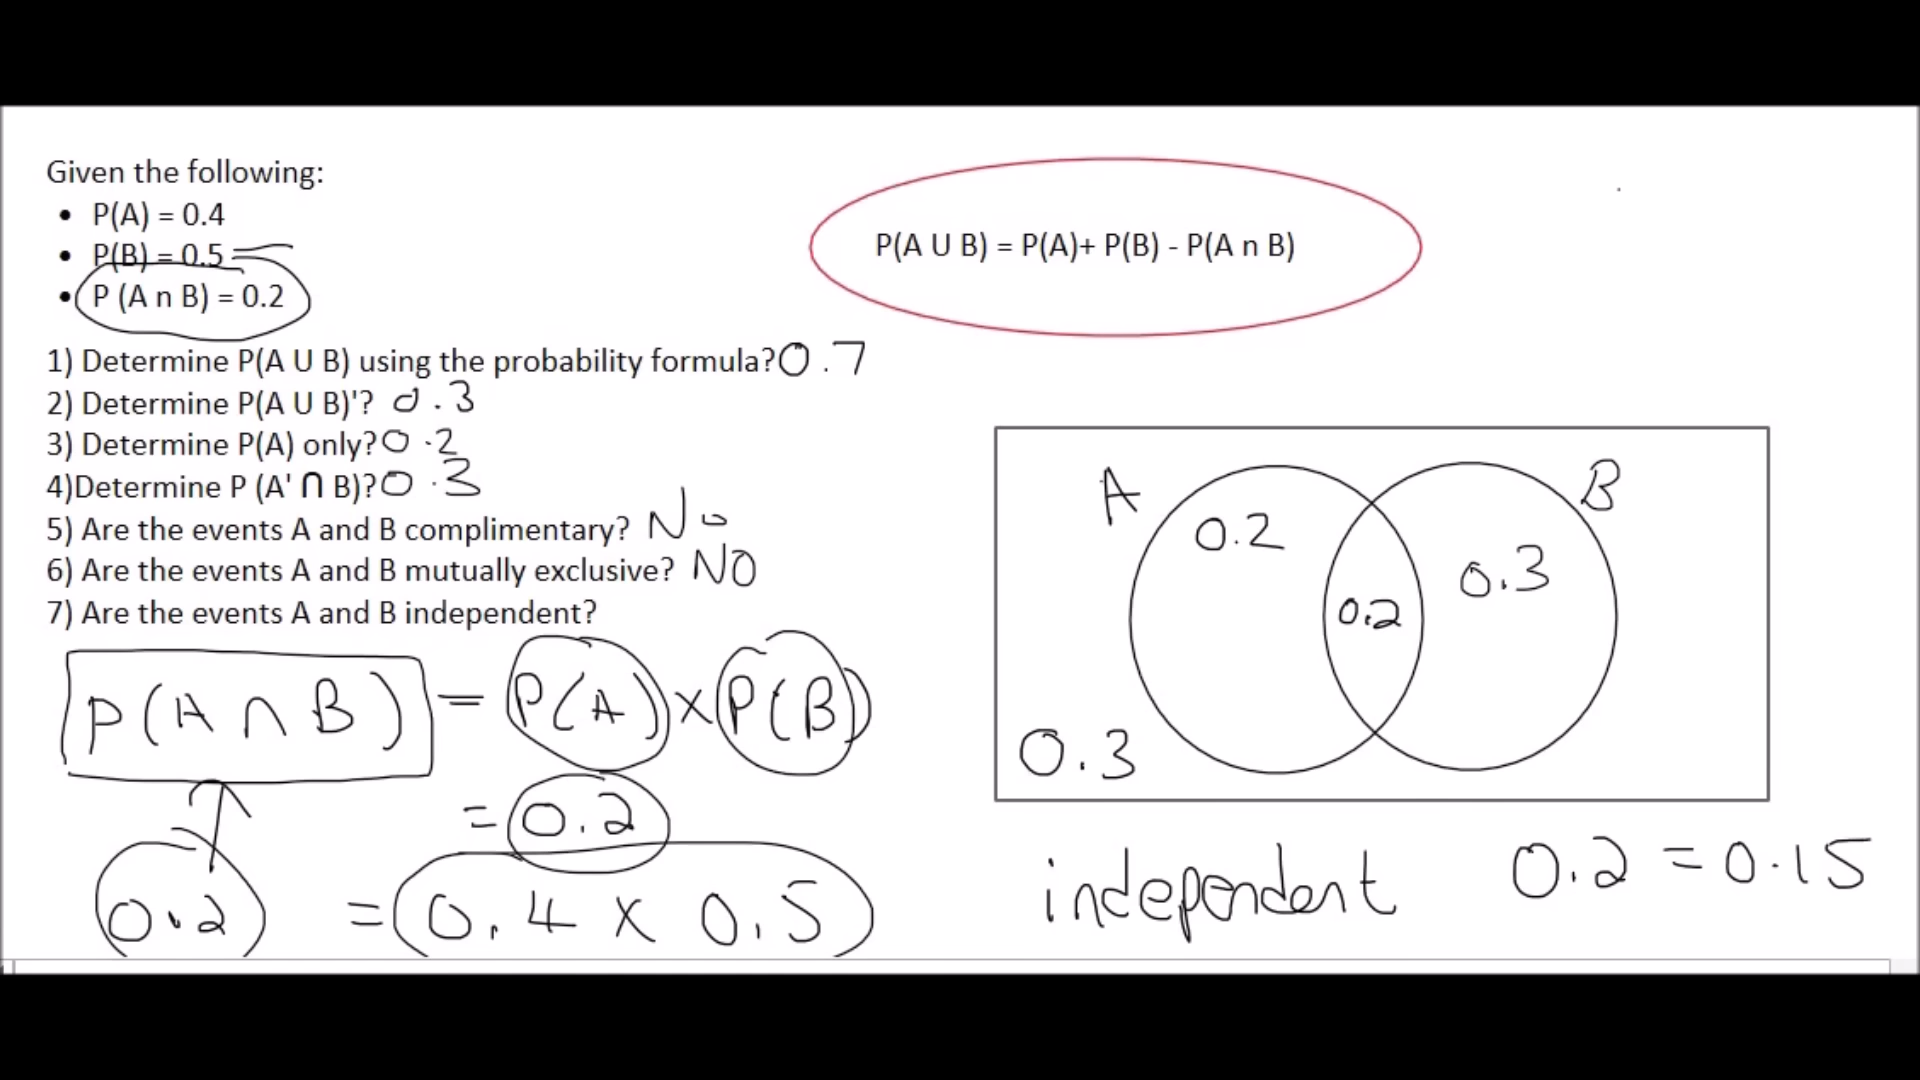 Given the following:
• P(A) = 0.4
• P(B) = 0.5
• P (A n B) = 0.2
P(A U B) = P(A)+ P(B) - P(A n B)
1) Determine P(A U B) using the probability formula? 0.7
2) Determine P(A U B)'? 0.3
3) Determine P(A) only? 0.2
4)Determine P (A' ∩ B)? 0.3
5) Are the events A and B complimentary? No
6) Are the events A and B mutually exclusive? NO
7) Are the events A and B independent?
P(A ∩ B) = P(A) x P(B)
= 0.2
0.2 = 0.4 x 0.5
A B
0.2 0.3
0.2
0.3
independent 0.2 = 0.15